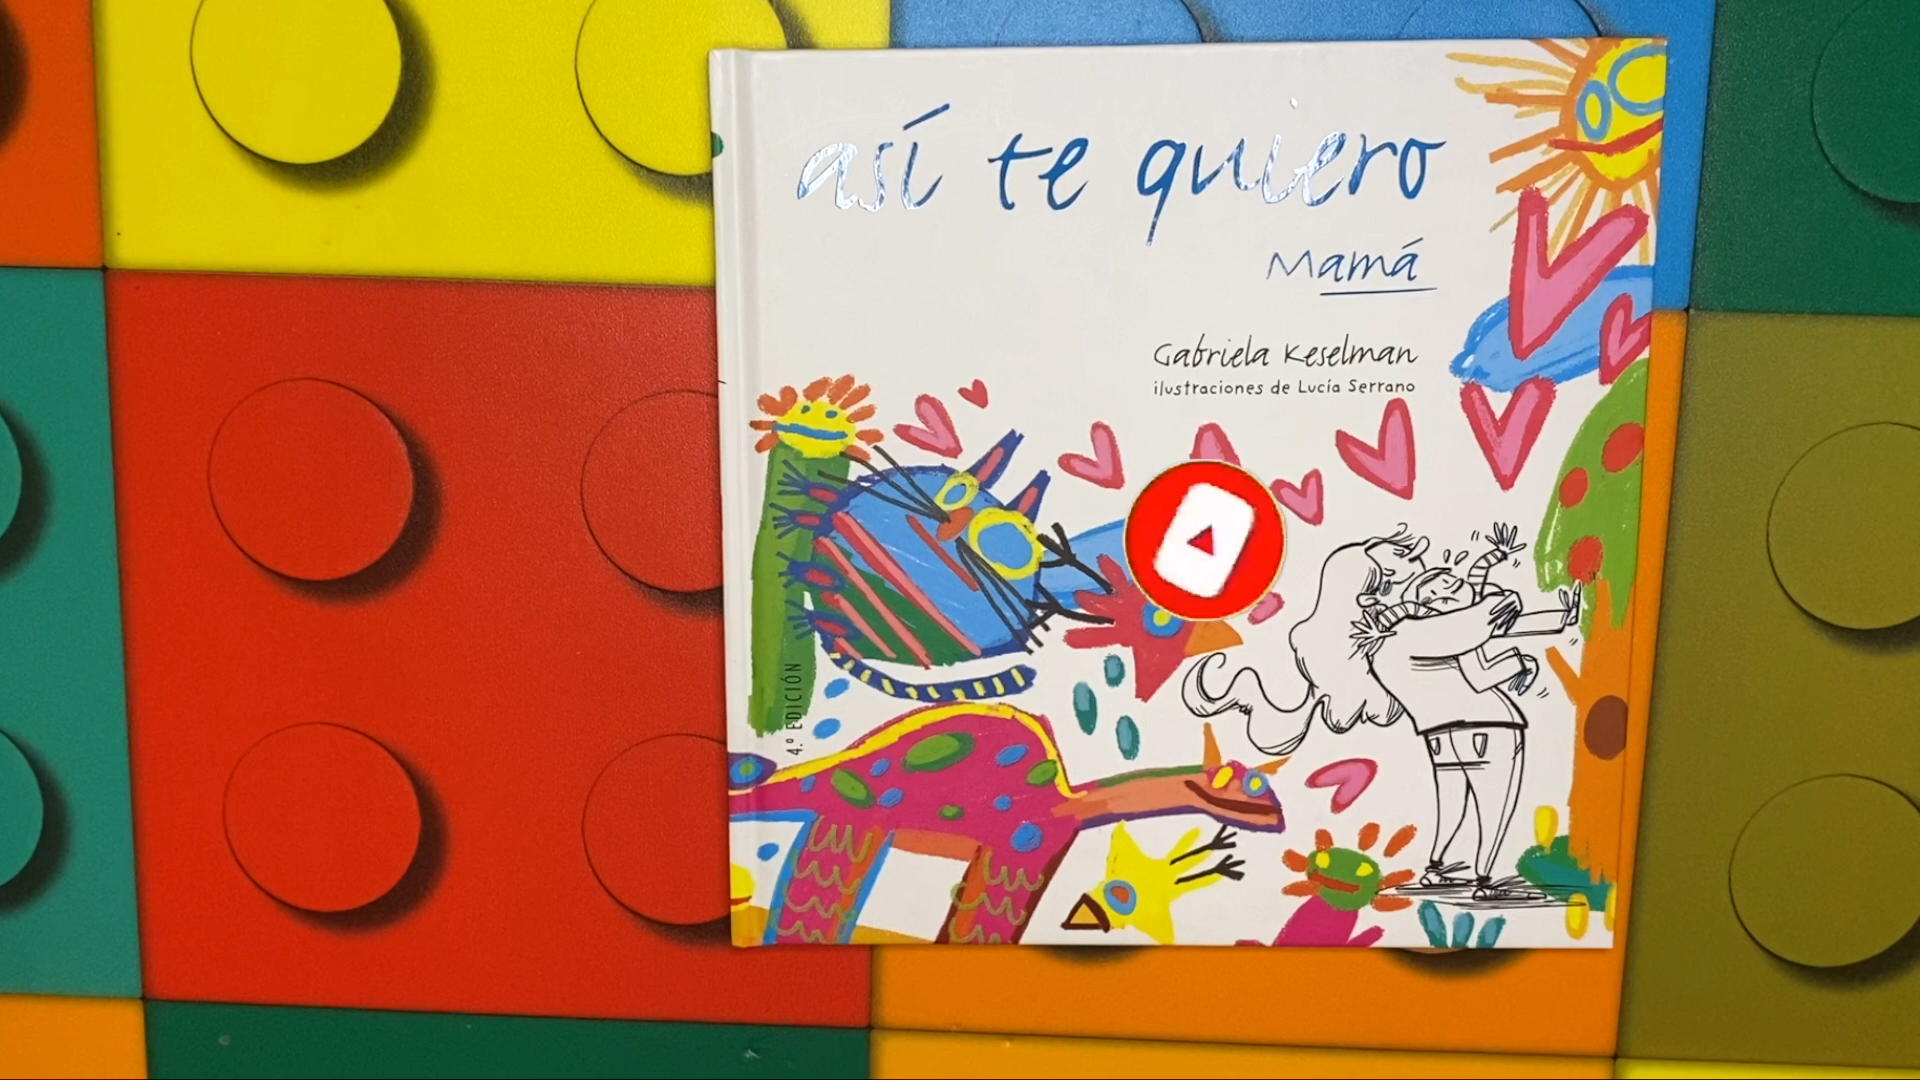 así te quiero
Mamá
Gabriela Keselman
ilustraciones de Lucía Serrano
4.º EDICIÓN